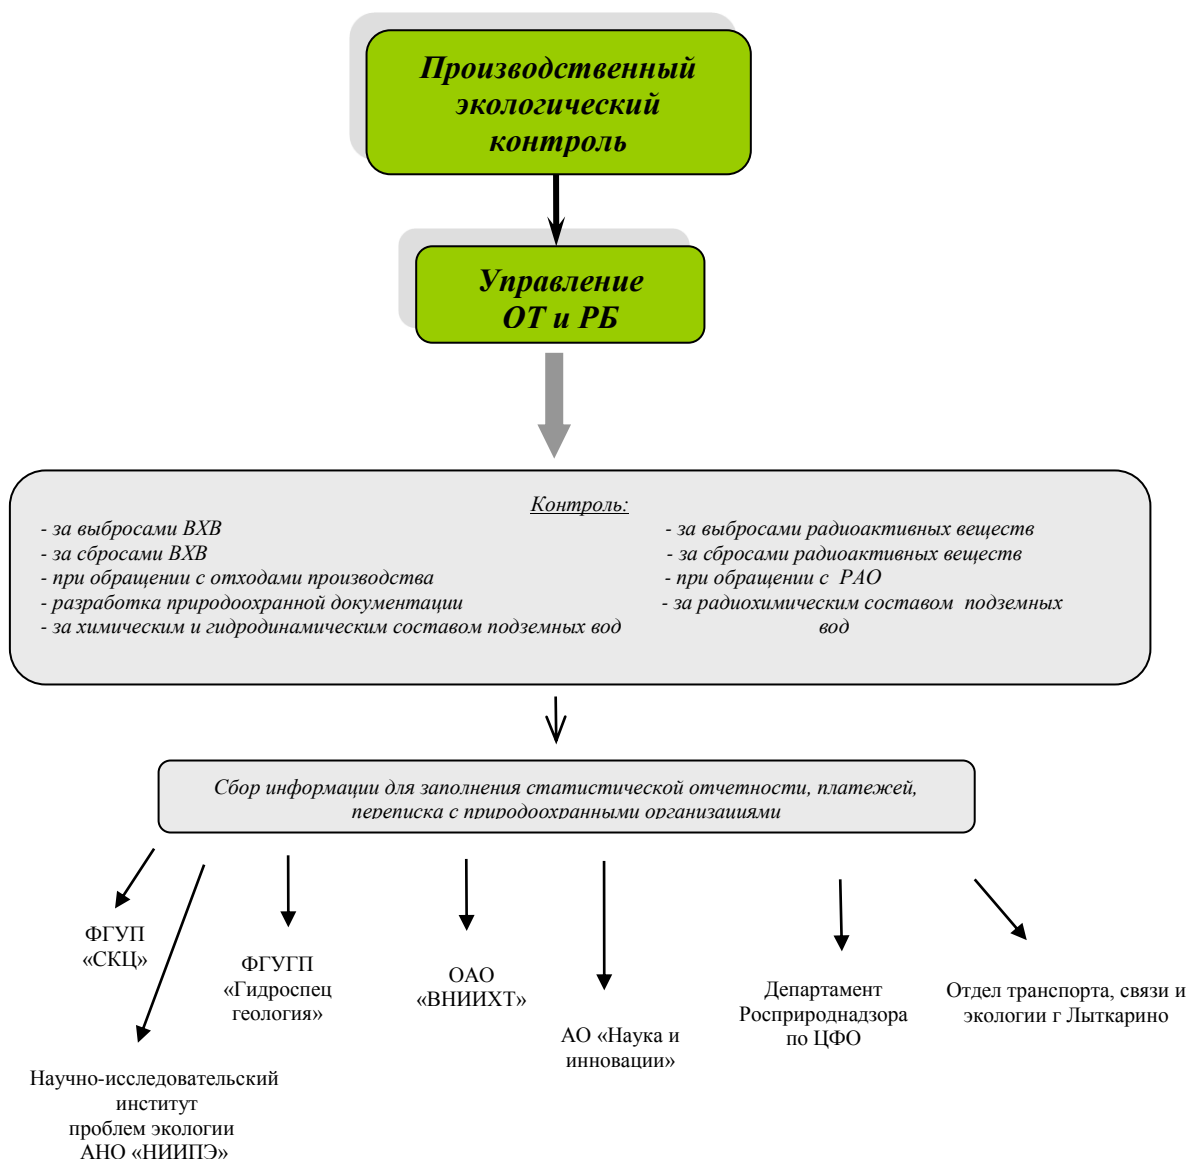 Производственный
экологический
контроль
Управление
ОТ и РБ
Контроль:
- за выбросами ВХВ
- за сбросами ВХВ
- при обращении с отходами производства
- разработка природоохранной документации
- за химическим и гидродинамическим составом подземных вод
- за выбросами радиоактивных веществ
- за сбросами радиоактивных веществ
- при обращении с РАО
- за радиохимическим составом подземных
вод
Сбор информации для заполнения статистической отчетности, платежей,
переписка с природоохранными организациями
ФГУП
«СКЦ»
Научно-исследовательский
институт
проблем экологии
АНО «НИИПЭ»
ФГУГП
«Гидроспец
геология»
ОАО
«ВНИИХТ»
АО «Наука и
инновации»
Департамент
Росприроднадзора
по ЦФО
Отдел транспорта, связи и
экологии г Лыткарино